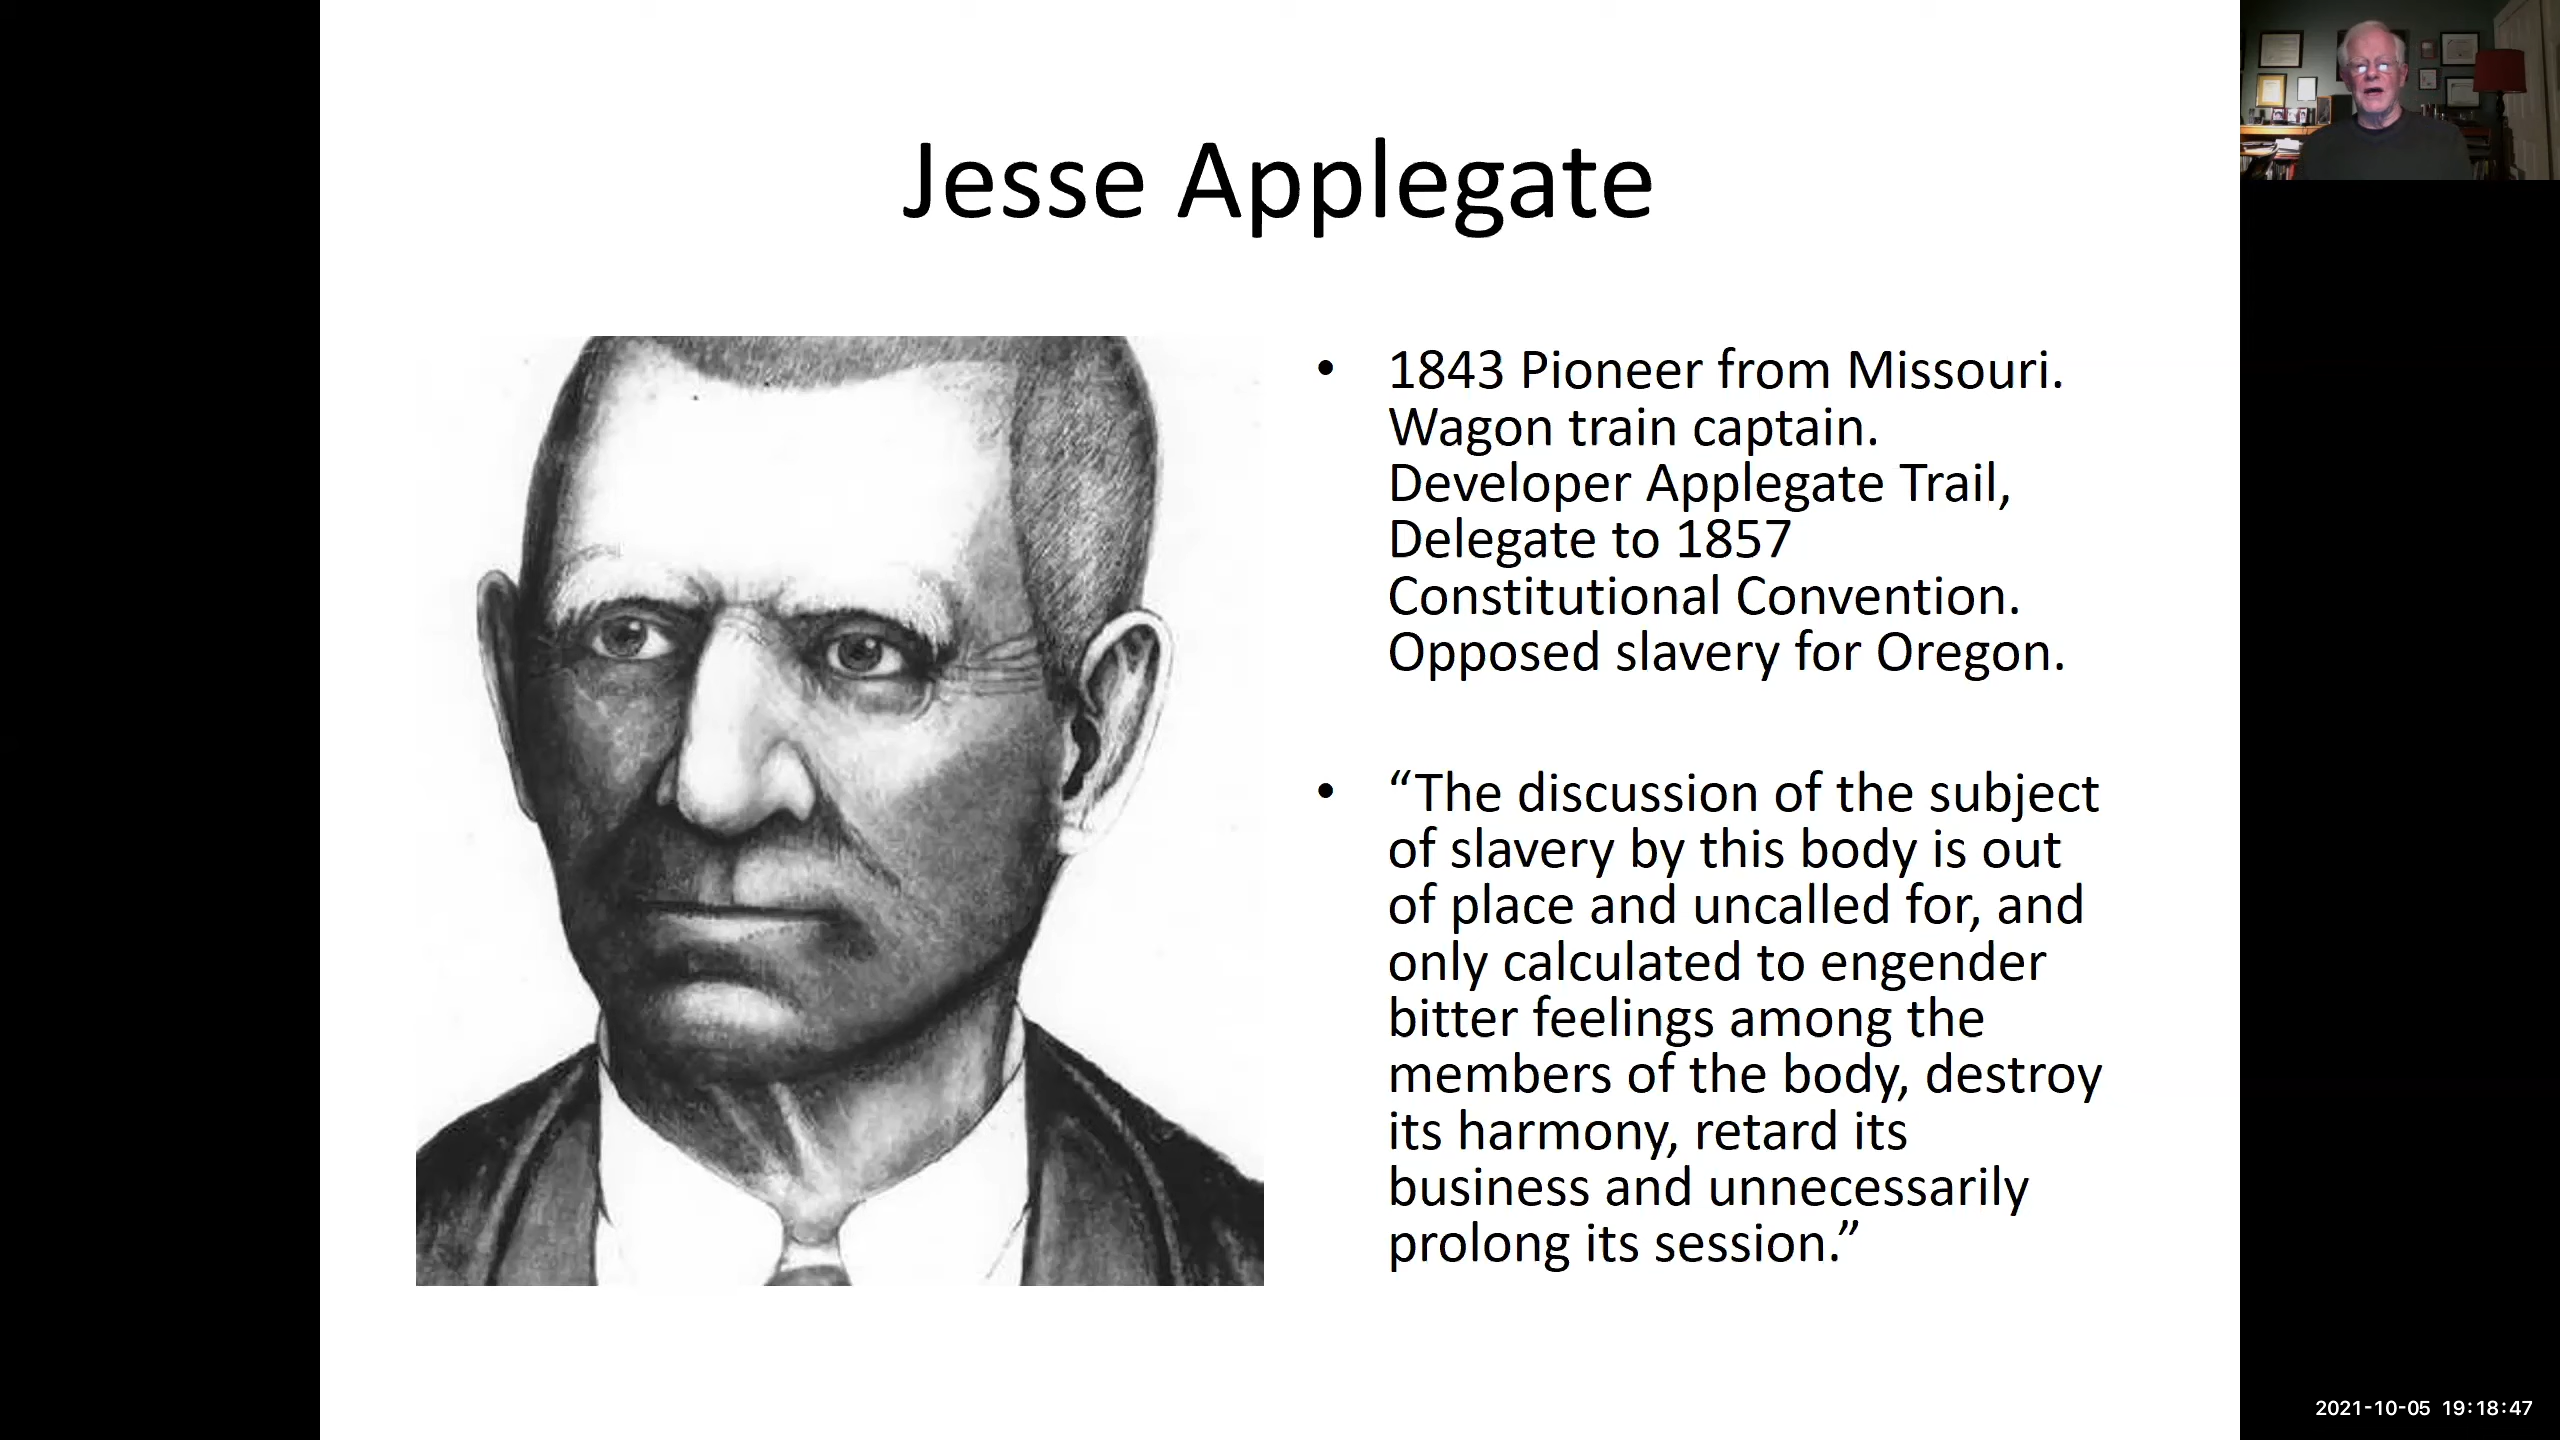 Jesse Applegate
• 1843 Pioneer from Missouri.
Wagon train captain.
Developer Applegate Trail,
Delegate to 1857
Constitutional Convention.
Opposed slavery for Oregon.
• “The discussion of the subject
of slavery by this body is out
of place and uncalled for, and
only calculated to engender
bitter feelings among the
members of the body, destroy
its harmony, retard its
business and unnecessarily
prolong its session.”
2021-10-05 19:18:47